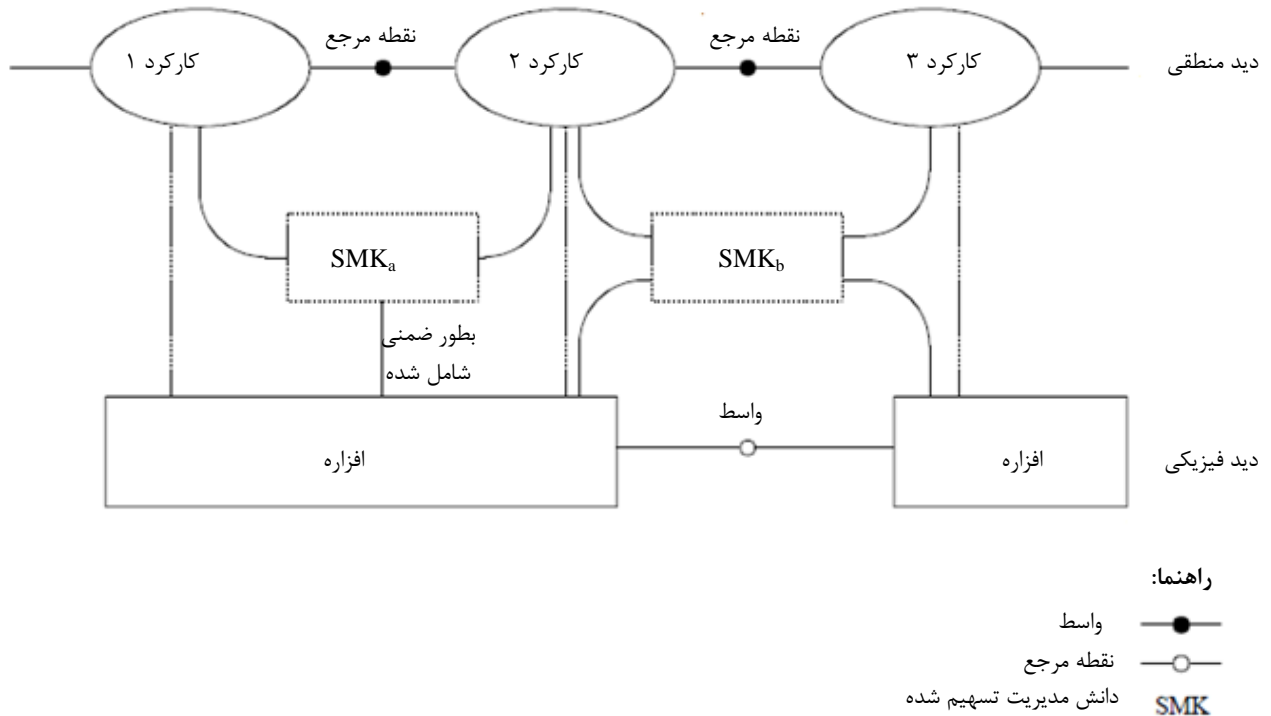 نقطه مرجع
نقطه مرجع
کارکرد ۱
کارکرد ۲
کارکرد ۳
دید منطقی
SMKa
SMKb
بطور ضمنی
شامل شده
واسط
افزاره
افزاره
دید فیزیکی
راهنما:
واسط
نقطه مرجع
دانش مدیریت تسهیم شده
SMK